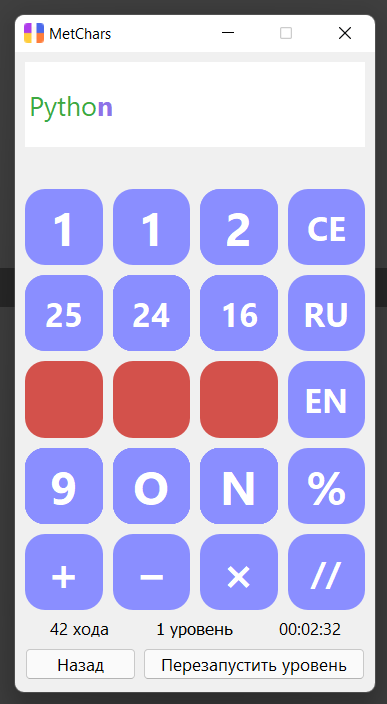 MetChars
Python
1 1 2 CE
25 24 16 RU
EN
9 O N %
+ − × //
42 хода 1 уровень 00:02:32
Назад Перезапустить уровень